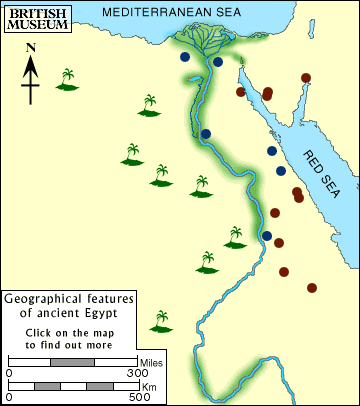 BRITISH
MUSEUM
MEDITERRANEAN SEA
N
RED SEA
Geographical features
of ancient Egypt
Click on the map
to find out more
Miles
0 300
Km
0 500